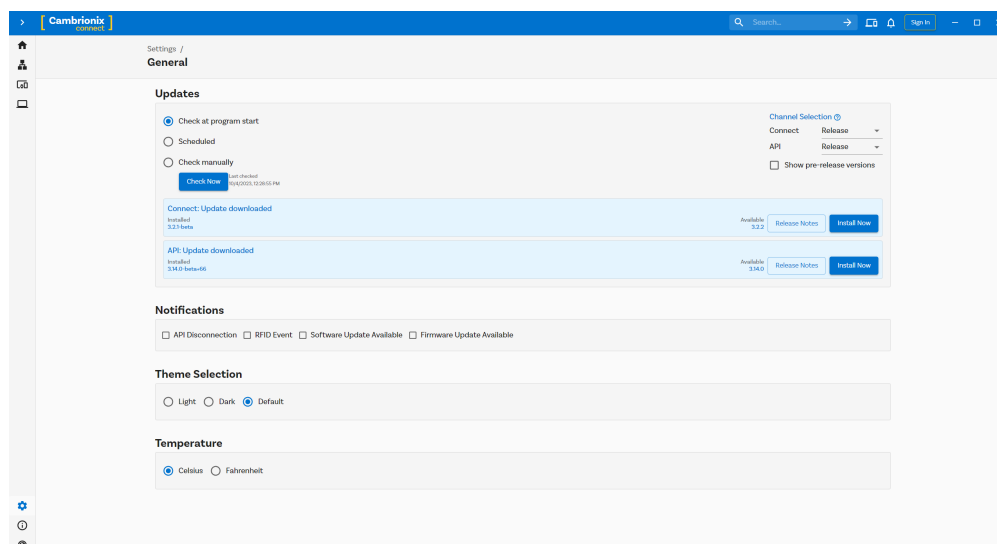 Cambrionix
connect
Search...
Sign In
Settings /
General
Updates
Check at program start
Scheduled
Check manually
Check Now
Last checked
10/4/2023, 12:28:55 PM
Channel Selection
Connect Release
API Release
Show pre-release versions
Connect: Update downloaded
Installed
3.2.1-beta
Available
3.2.2
Release Notes
Install Now
API: Update downloaded
Installed
3.14.0-beta+66
Available
3.14.0
Release Notes
Install Now
Notifications
API Disconnection RFID Event Software Update Available Firmware Update Available
Theme Selection
Light Dark Default
Temperature
Celsius Fahrenheit